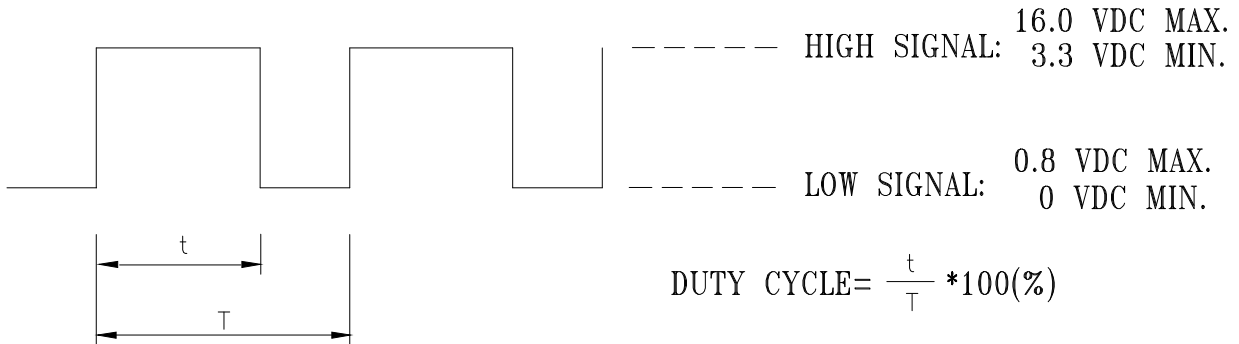 16.0 VDC MAX.
HIGH SIGNAL: 3.3 VDC MIN.
0.8 VDC MAX.
LOW SIGNAL: 0 VDC MIN.
t
T
DUTY CYCLE= t/T *100(%)